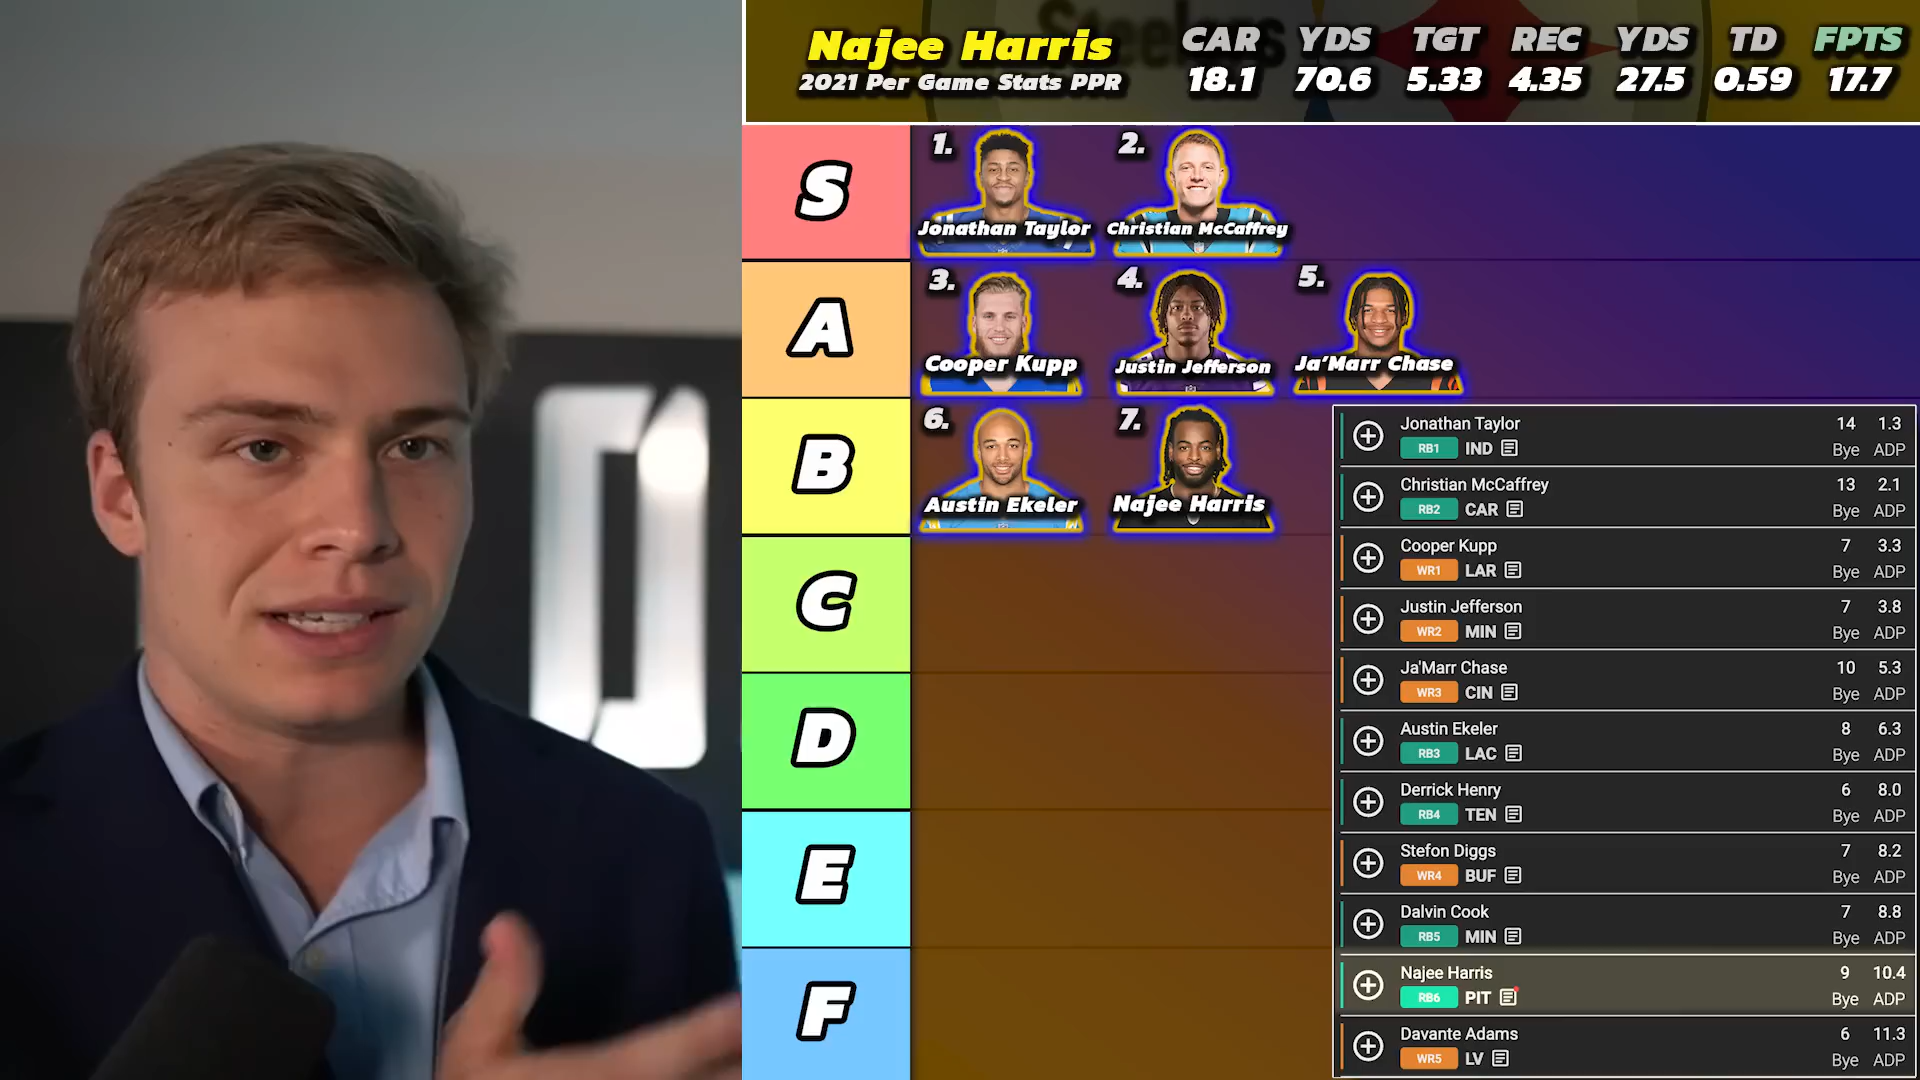 Steelers
Najee Harris
2021 Per Game Stats PPR
CAR YDS TGT REC YDS TD FPTS
18.1 70.6 5.33 4.35 27.5 0.59 17.7
S
1.
Jonathan Taylor
2.
Christian McCaffrey
A
3.
Cooper Kupp
4.
Justin Jefferson
5.
Ja'Marr Chase
B
6.
Austin Ekeler
7.
Najee Harris
C
D
E
F
Jonathan Taylor 14 1.3
RB1 IND Bye ADP
Christian McCaffrey 13 2.1
RB2 CAR Bye ADP
Cooper Kupp 7 3.3
WR1 LAR Bye ADP
Justin Jefferson 7 3.8
WR2 MIN Bye ADP
Ja'Marr Chase 10 5.3
WR3 CIN Bye ADP
Austin Ekeler 8 6.3
RB3 LAC Bye ADP
Derrick Henry 6 8.0
RB4 TEN Bye ADP
Stefon Diggs 7 8.2
WR4 BUF Bye ADP
Dalvin Cook 7 8.8
RB5 MIN Bye ADP
Najee Harris 9 10.4
RB6 PIT Bye ADP
Davante Adams 6 11.3
WR5 LV Bye ADP